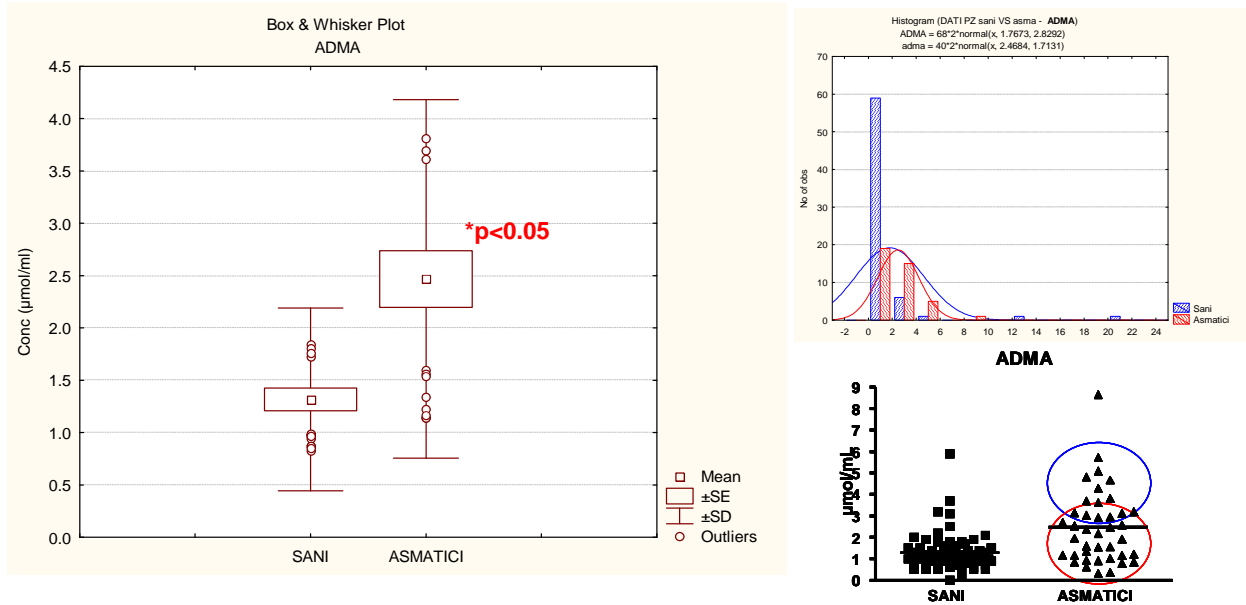 Box & Whisker Plot
ADMA
4.5
4.0
3.5
3.0
2.5
2.0
1.5
1.0
0.5
0.0
Conc (µmol/ml)
*p<0.05
SANI
ASMATICI
Mean
±SE
±SD
Outliers
Histogram (DATI PZ sani VS asma - ADMA)
ADMA = 68*2*normal(x, 1.7673, 2.8292)
adma = 40*2*normal(x, 2.4684, 1.7131)
70
60
50
40
30
20
10
0
No of obs
-2 0 2 4 6 8 10 12 14 16 18 20 22 24
Sani
Asmatici
ADMA
9
8
7
6
5
4
3
2
1
0
µmol/mL
SANI
ASMATICI